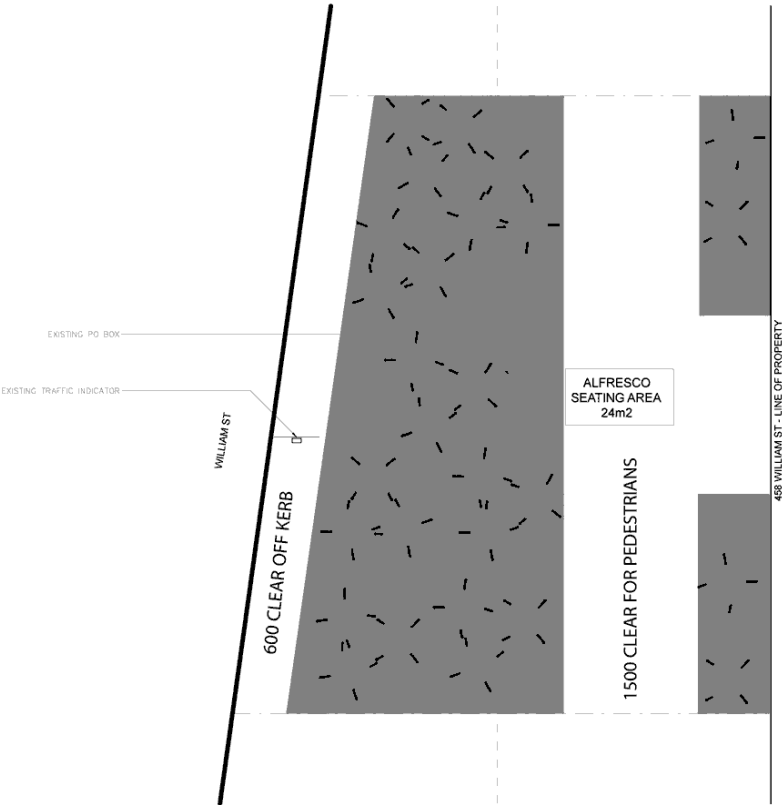 EXISTING PO BOX
EXISTING TRAFFIC INDICATOR
WILLIAM ST
600 CLEAR OFF KERB
ALFRESCO
SEATING AREA
24m2
1500 CLEAR FOR PEDESTRIANS
458 WILLIAM ST - LINE OF PROPERTY